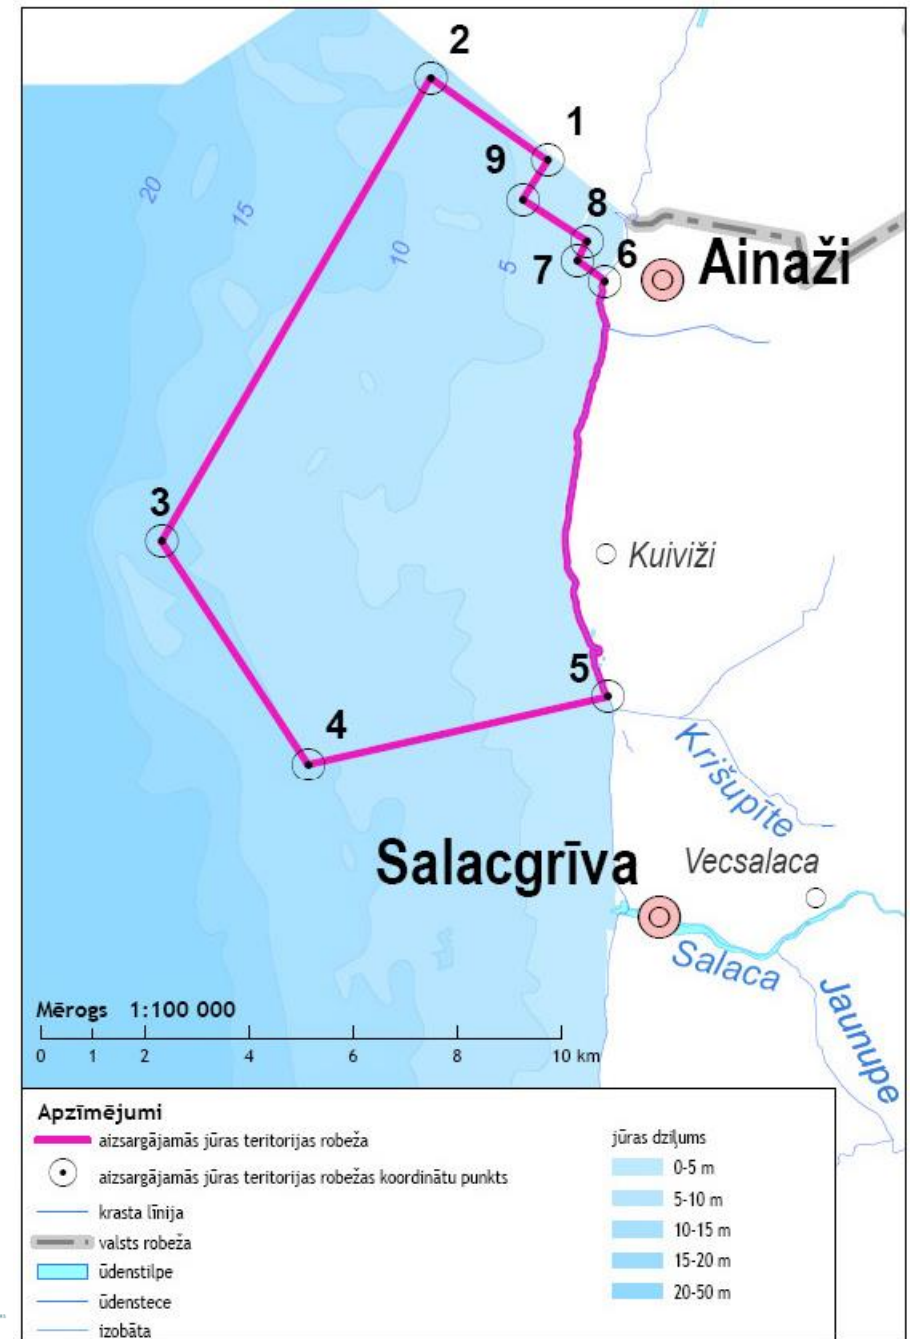 2
1
9
8
20
15
10
5
7
6
Ainaži
3
Kuiviži
5
4
Krišupīte
Salacgrīva
Vecsalaca
Salaca
Jaunupe
Mērogs 1:100 000
0 1 2 4 6 8 10 km
Apzīmējumi
aizsargājamās jūras teritorijas robeža
aizsargājamās jūras teritorijas robežas koordinātu punkts
krasta līnija
valsts robeža
ūdenstilpe
ūdenstece
izobāta
jūras dziļums
0-5 m
5-10 m
10-15 m
15-20 m
20-50 m